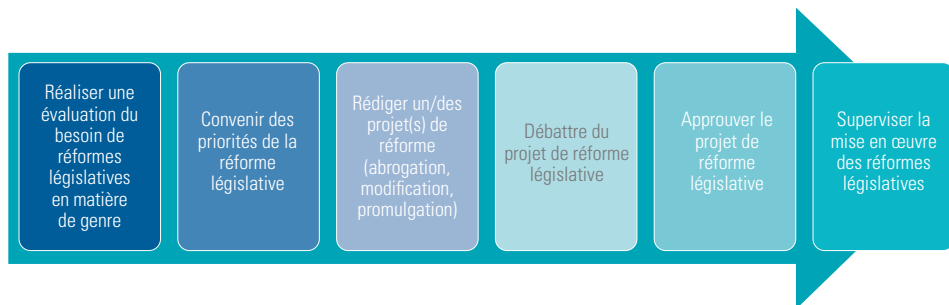 Réaliser une
évaluation du
besoin de
réformes
législatives
en matière
de genre
Convenir des
priorités de la
réforme
législative
Rédiger un/des
projet(s) de
réforme
(abrogation,
modification,
promulgation)
Débattre du
projet de réforme
législative
Approuver le
projet de
réforme
législative
Superviser la
mise en œuvre
des réformes
législatives